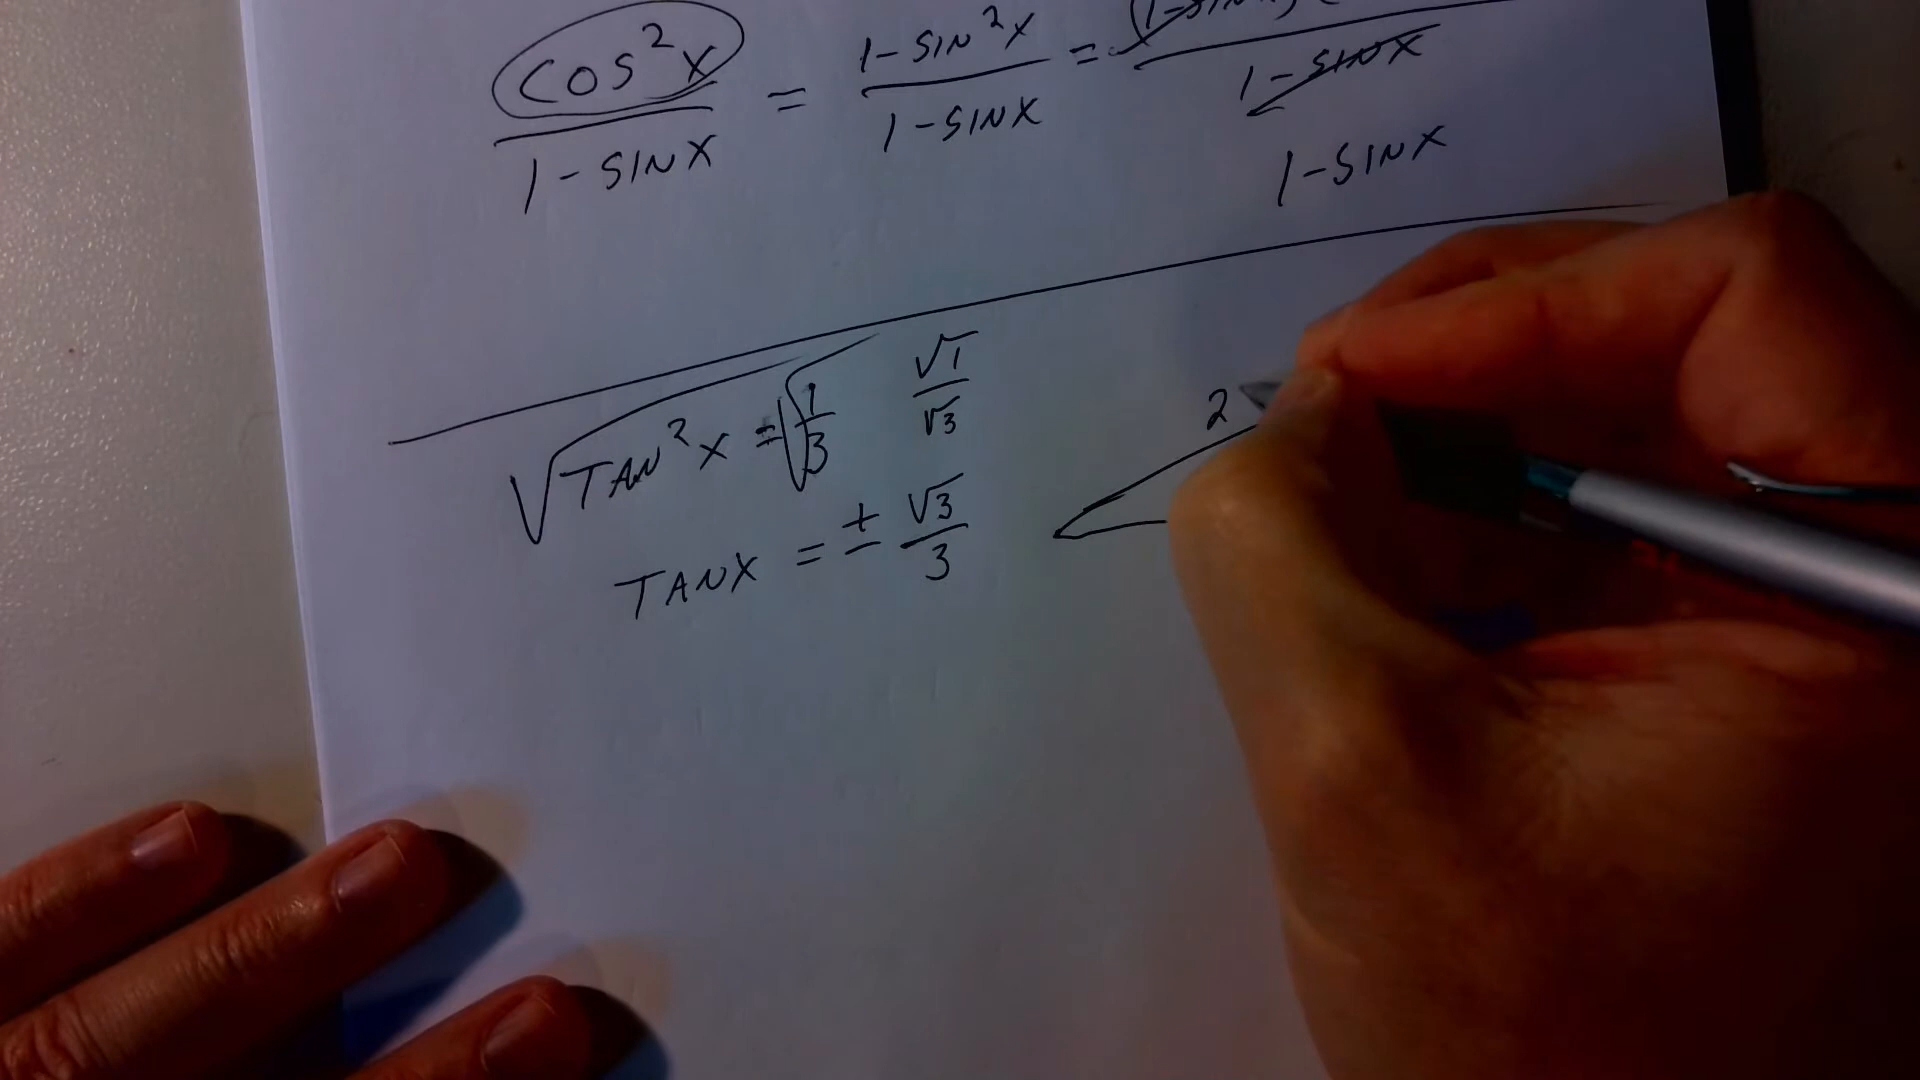 cos²x / 1-sinx = 1-sin²x / 1-sinx = / 1-sinx
1-sinx
√TAN²x = √1/3 √1/√3
TANX = ± √3/3
2